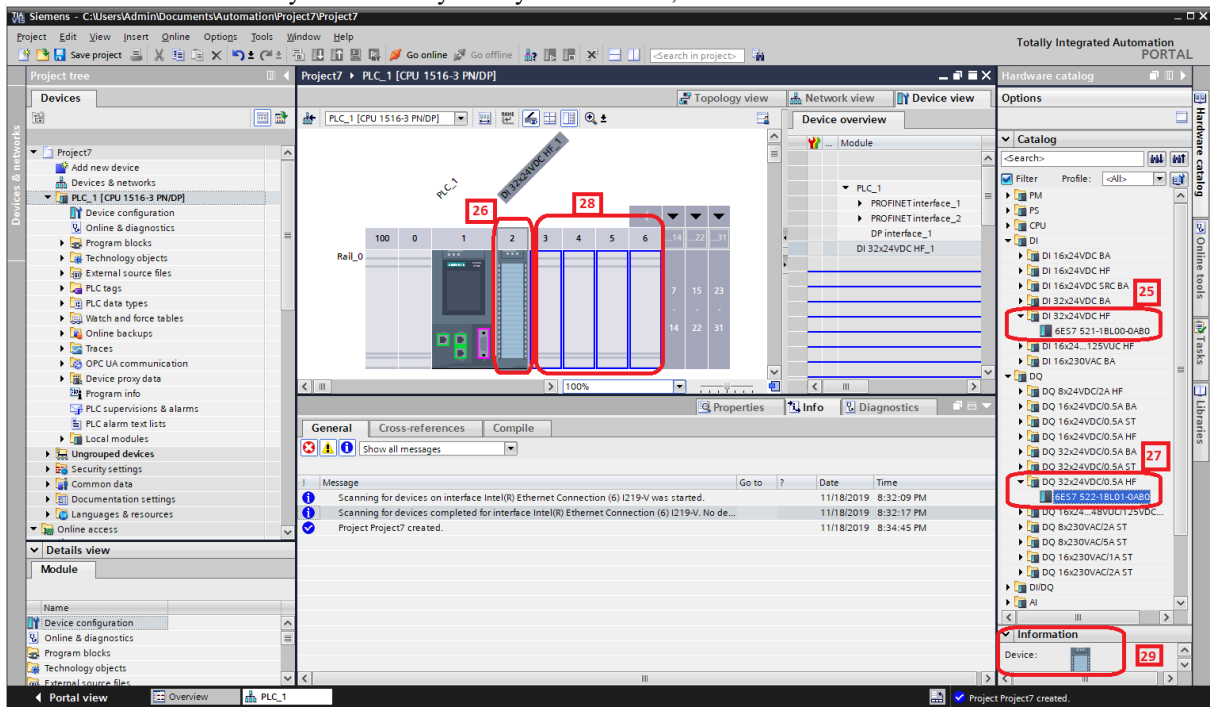 Siemens - C:\Users\Admin\Documents\Automation\Project7\Project7
Project Edit View Insert Online Options Tools Window Help
Totally Integrated Automation
PORTAL
Save project Go online Go offline <Search in project>
Project tree
Devices
Project7
Add new device
Devices & networks
PLC_1 [CPU 1516-3 PN/DP]
Device configuration
Online & diagnostics
Program blocks
Technology objects
External source files
PLC tags
PLC data types
Watch and force tables
Online backups
Traces
OPC UA communication
Device proxy data
Program info
PLC supervisions & alarms
PLC alarm text lists
Local modules
Ungrouped devices
Security settings
Common data
Documentation settings
Languages & resources
Online access
Details view
Module
Name
Device configuration
Online & diagnostics
Program blocks
Technology objects
External source files
Devices & networks
Project7 PLC_1 [CPU 1516-3 PN/DP]
Topology view Network view Device view
PLC_1 [CPU 1516-3 PN/DP]
PLC_1
DI 32x24VDC HF_1
26 28
100 0 1 2 3 4 5 6 ...14 ...22 ...31
Rail_0
7 15 23
- - -
14 22 31
100%
Device overview
... Module
PLC_1
PROFINET interface_1
PROFINET interface_2
DP interface_1
DI 32x24VDC HF_1
Properties Info Diagnostics
General Cross-references Compile
Show all messages
! Message Go to ? Date Time
Scanning for devices on interface Intel(R) Ethernet Connection (6) I219-V was started. 11/18/2019 8:32:09 PM
Scanning for devices completed for interface Intel(R) Ethernet Connection (6) I219-V. No de... 11/18/2019 8:32:17 PM
Project Project7 created. 11/18/2019 8:34:45 PM
Hardware catalog
Options
Catalog
<Search>
Filter Profile: <All>
PM
PS
CPU
DI
DI 16x24VDC BA
DI 16x24VDC HF
DI 16x24VDC SRC BA
25
DI 32x24VDC BA
DI 32x24VDC HF
6ES7 521-1BL00-0AB0
DI 16x24...125VUC HF
DI 16x230VAC BA
DQ
DQ 8x24VDC/2A HF
DQ 16x24VDC/0.5A BA
DQ 16x24VDC/0.5A ST
DQ 16x24VDC/0.5A HF
DQ 32x24VDC/0.5A BA
27
DQ 32x24VDC/0.5A ST
DQ 32x24VDC/0.5A HF
6ES7 522-1BL01-0AB0
DQ 16x24...48VUC/125VDC...
DQ 8x230VAC/2A ST
DQ 8x230VAC/5A ST
DQ 16x230VAC/1A ST
DQ 16x230VAC/2A ST
DI/DQ
AI
Information
Device:
29
Hardware catalog
Online tools
Tasks
Libraries
Portal view Overview PLC_1 Project Project7 created.